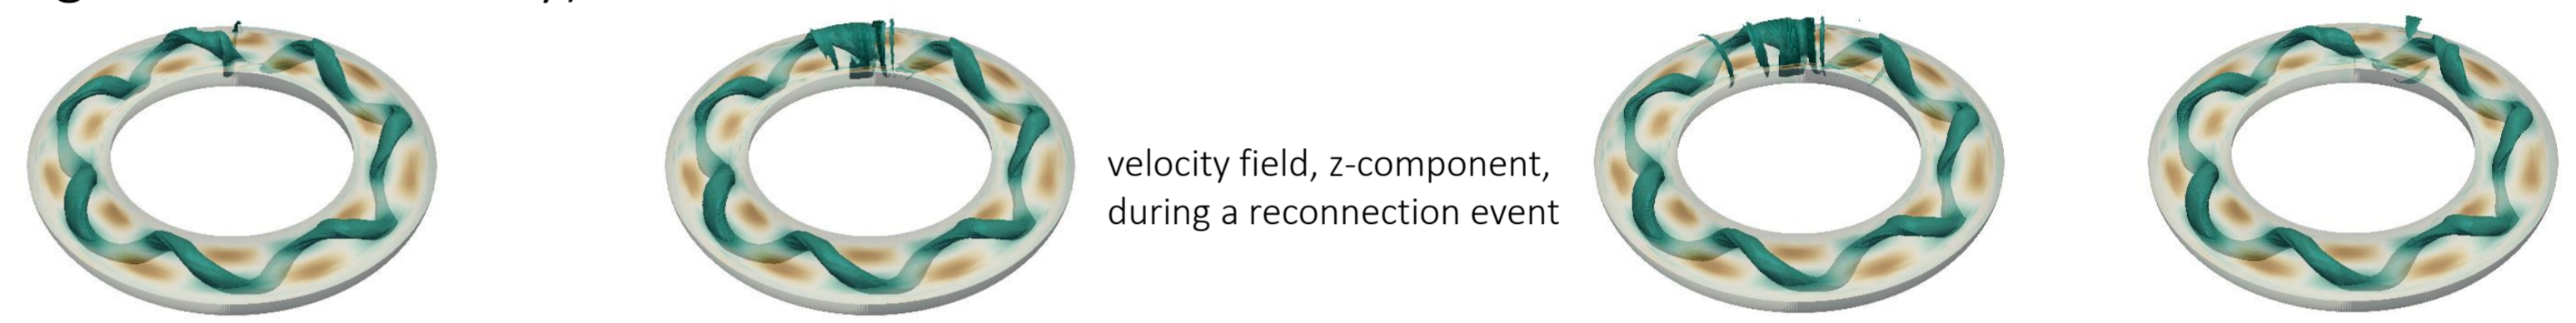 velocity field, z-component,
during a reconnection event